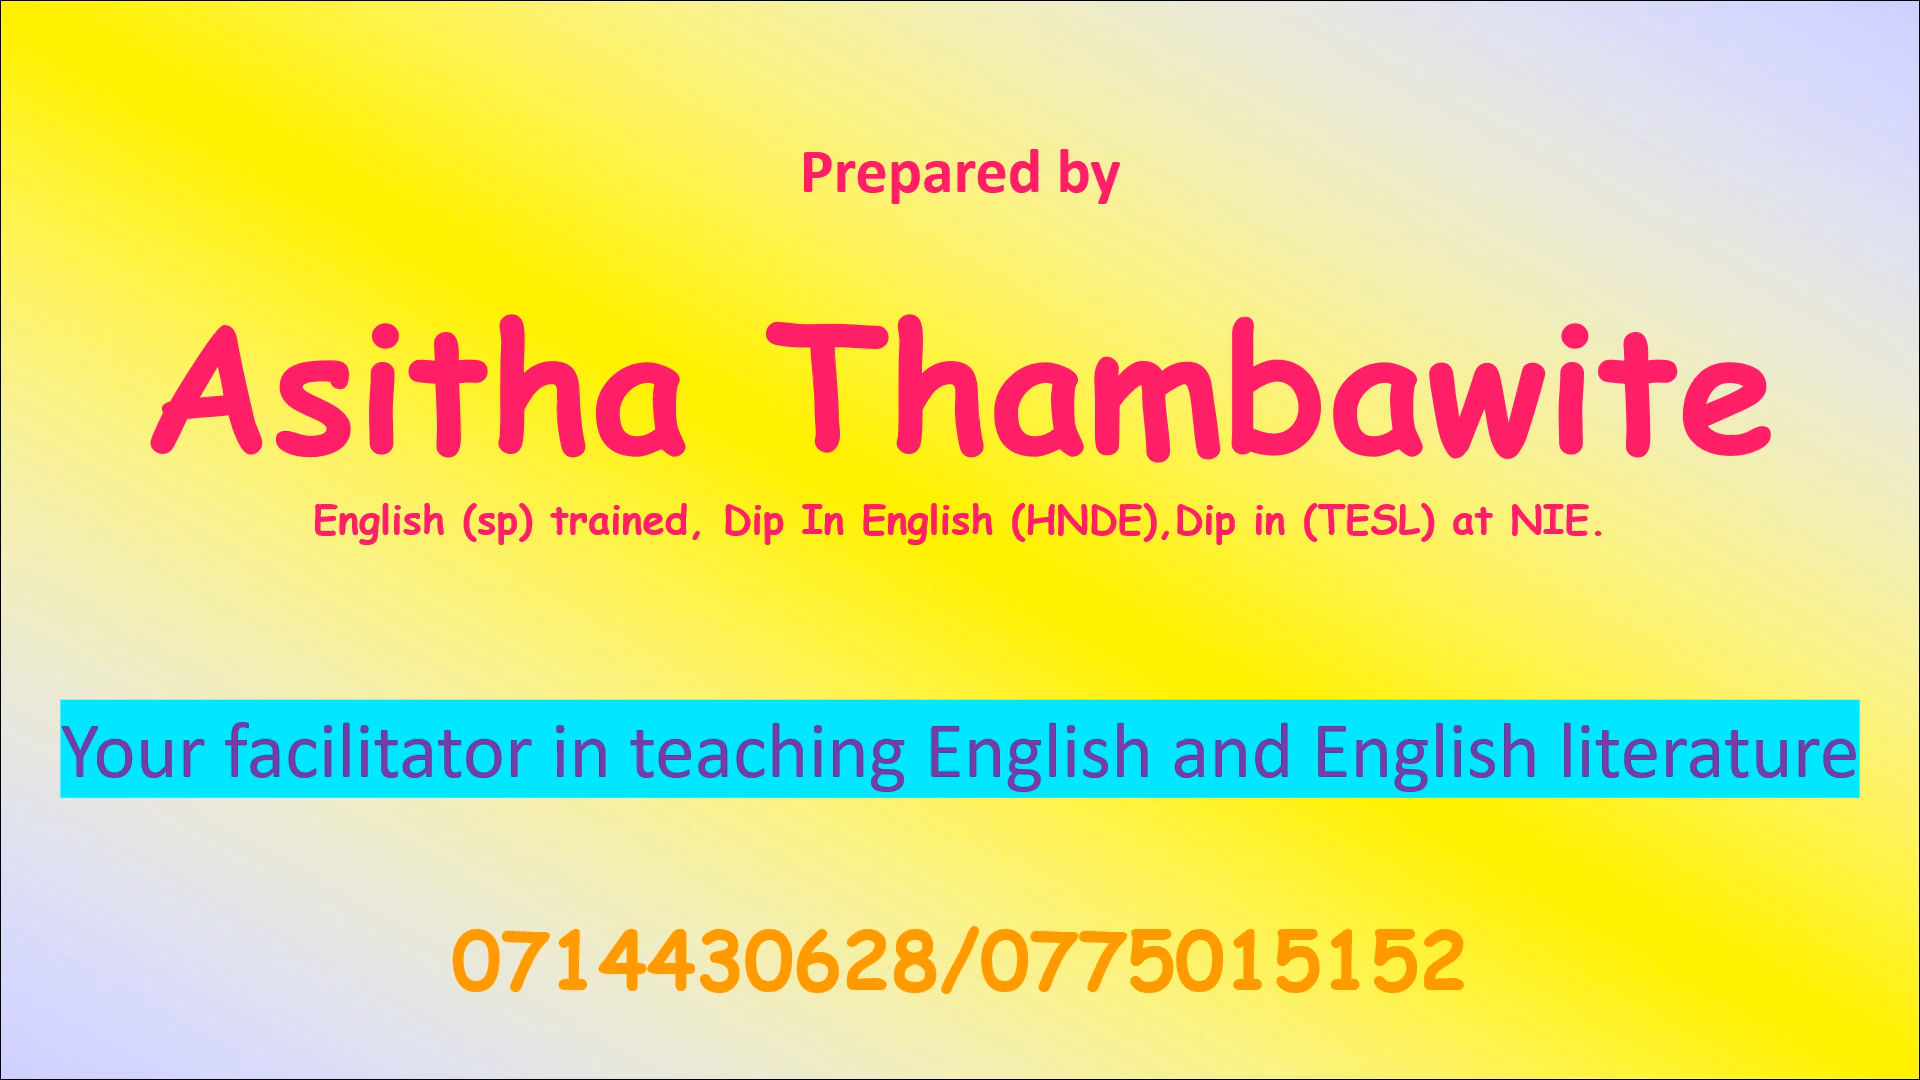 Prepared by
Asitha Thambawite
English (sp) trained, Dip In English (HNDE),Dip in (TESL) at NIE.
Your facilitator in teaching English and English literature
0714430628/0775015152